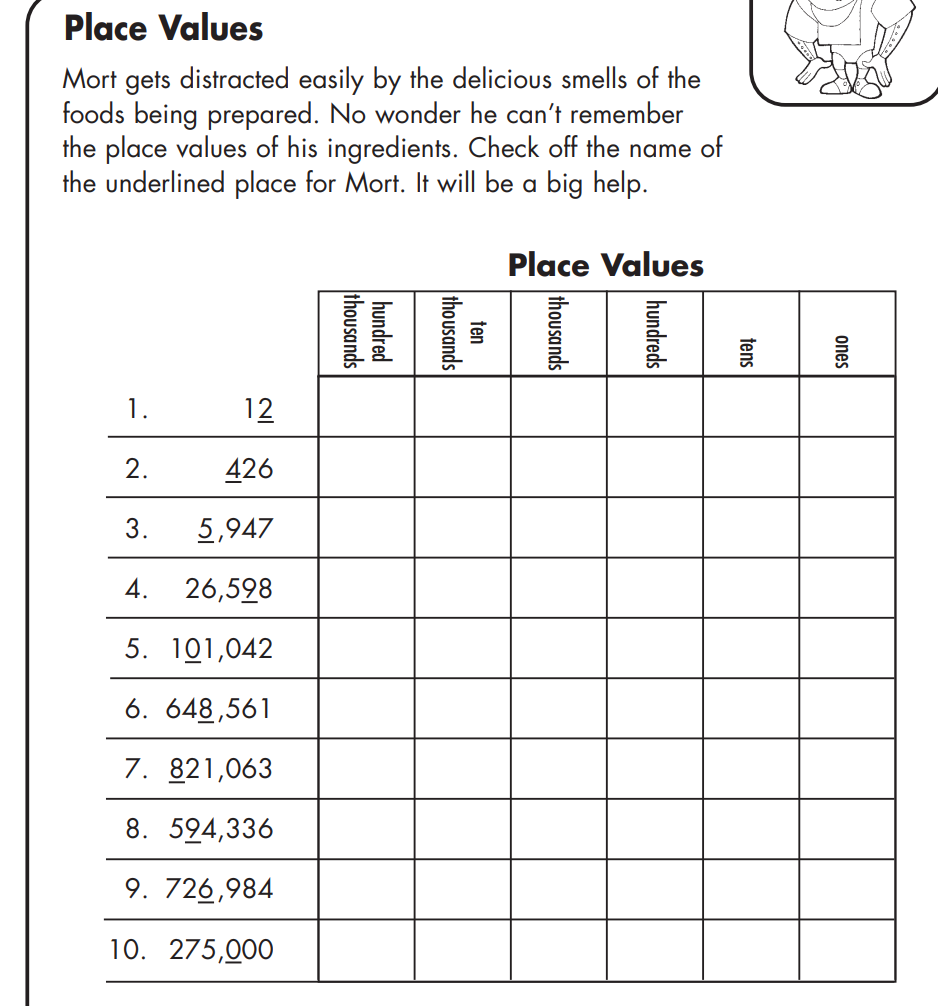 Place Values
Mort gets distracted easily by the delicious smells of the
foods being prepared. No wonder he can’t remember
the place values of his ingredients. Check off the name of
the underlined place for Mort. It will be a big help.
Place Values
hundred thousands ten thousands thousands hundreds tens ones
1. 12
2. 426
3. 5,947
4. 26,598
5. 101,042
6. 648,561
7. 821,063
8. 594,336
9. 726,984
10. 275,000